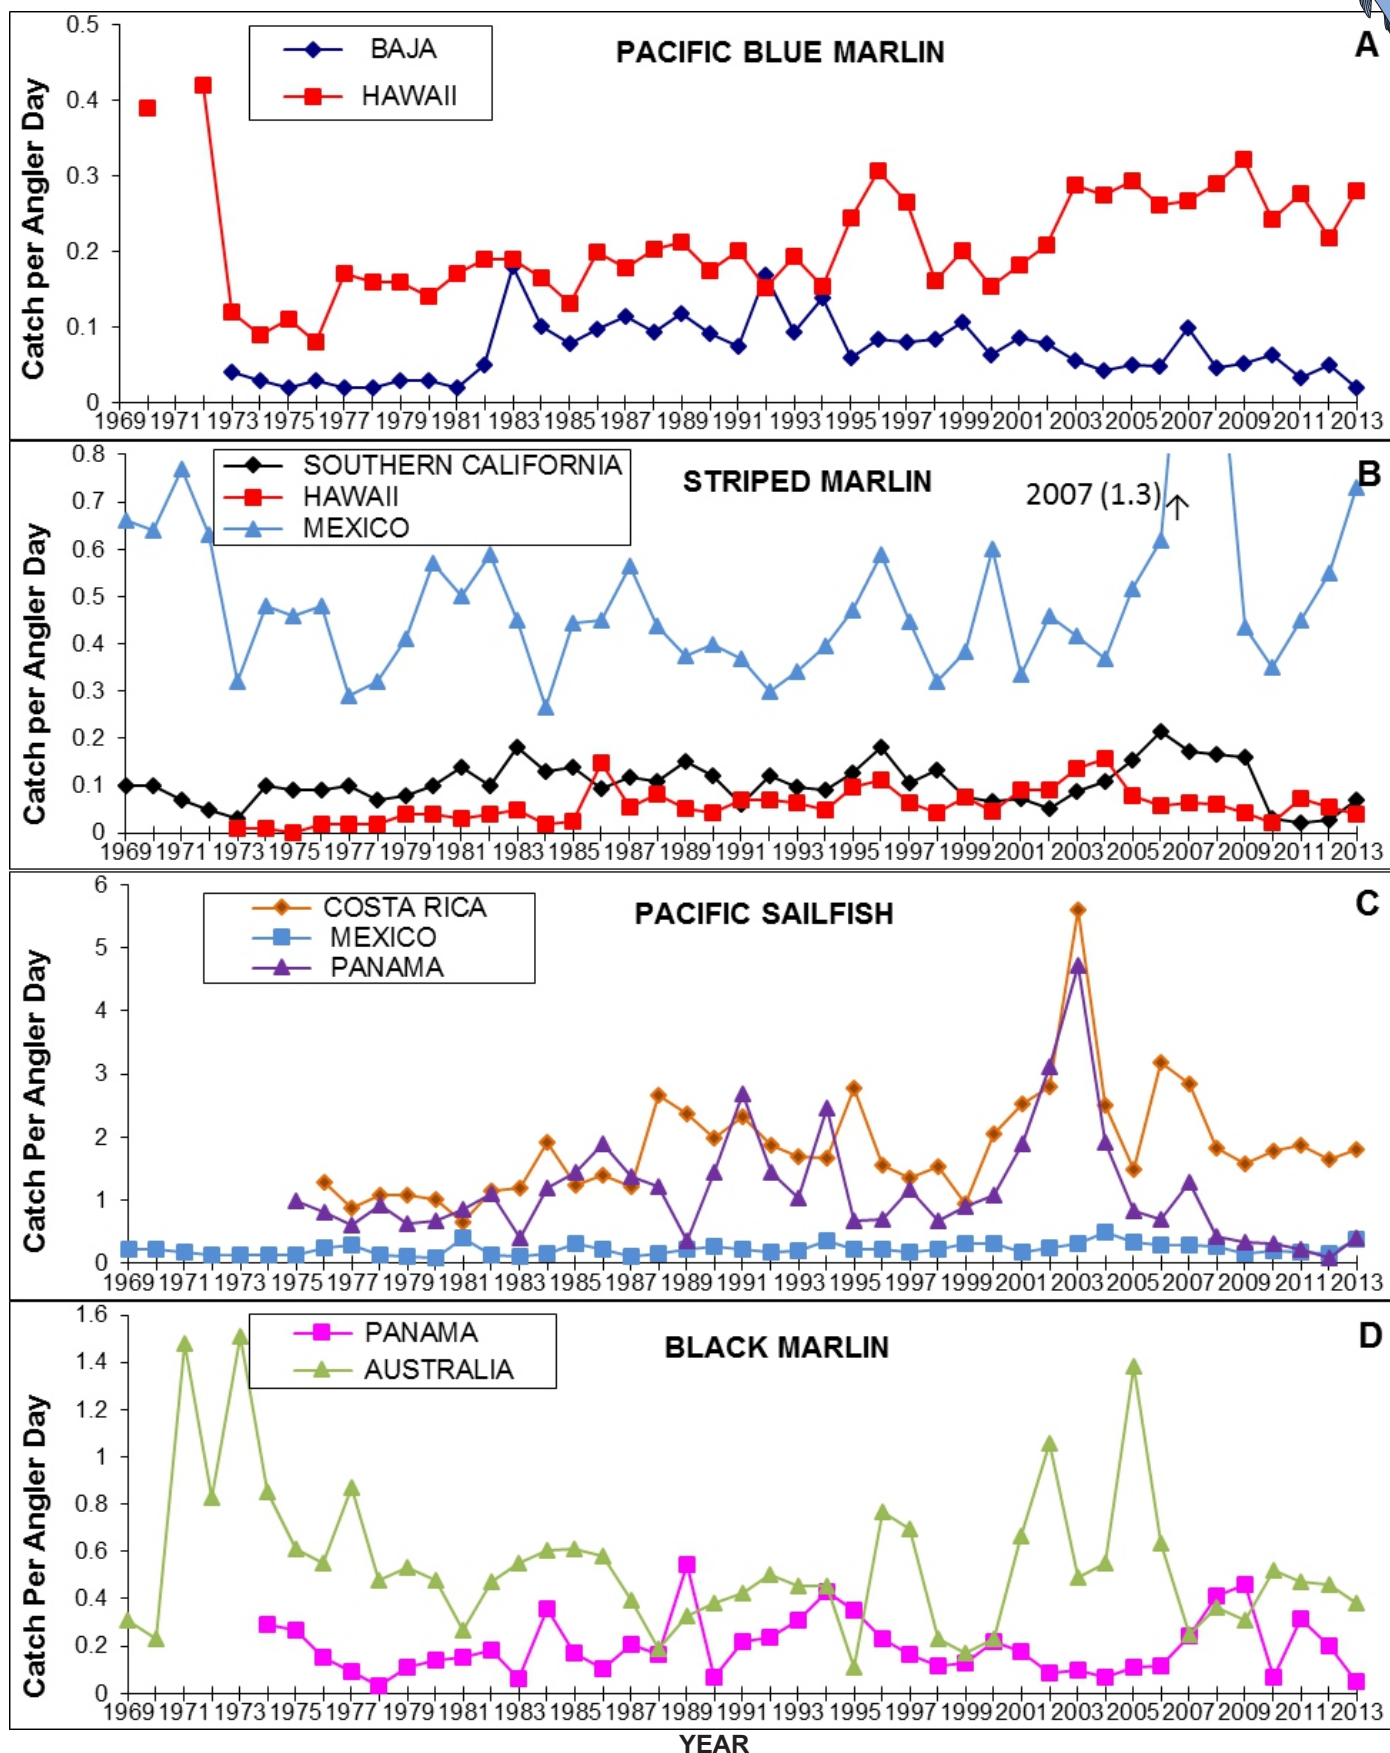 PACIFIC BLUE MARLIN
A
BAJA
HAWAII
Catch per Angler Day
0.5
0.4
0.3
0.2
0.1
0
1969 1971 1973 1975 1977 1979 1981 1983 1985 1987 1989 1991 1993 1995 1997 1999 2001 2003 2005 2007 2009 2011 2013
STRIPED MARLIN
B
SOUTHERN CALIFORNIA
HAWAII
MEXICO
2007 (1.3)↑
Catch per Angler Day
0.8
0.7
0.6
0.5
0.4
0.3
0.2
0.1
0
1969 1971 1973 1975 1977 1979 1981 1983 1985 1987 1989 1991 1993 1995 1997 1999 2001 2003 2005 2007 2009 2011 2013
PACIFIC SAILFISH
C
COSTA RICA
MEXICO
PANAMA
Catch Per Angler Day
6
5
4
3
2
1
0
1969 1971 1973 1975 1977 1979 1981 1983 1985 1987 1989 1991 1993 1995 1997 1999 2001 2003 2005 2007 2009 2011 2013
BLACK MARLIN
D
PANAMA
AUSTRALIA
Catch Per Angler Day
1.6
1.4
1.2
1
0.8
0.6
0.4
0.2
0
1969 1971 1973 1975 1977 1979 1981 1983 1985 1987 1989 1991 1993 1995 1997 1999 2001 2003 2005 2007 2009 2011 2013
YEAR